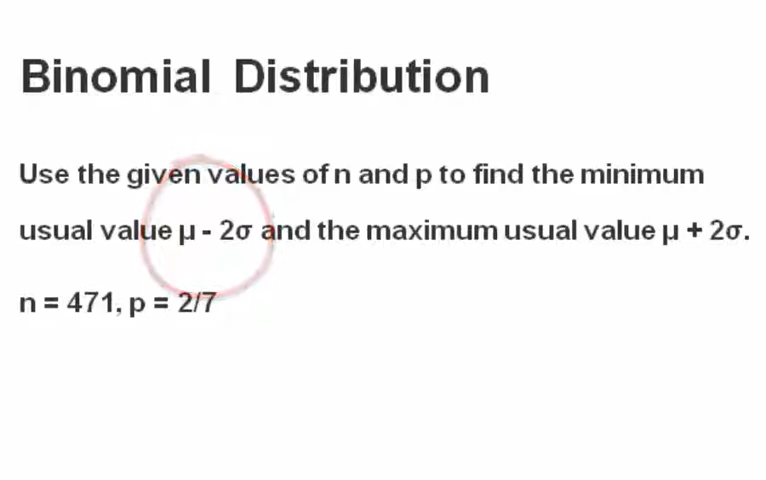 Binomial Distribution
Use the given values of n and p to find the minimum
usual value μ - 2σ and the maximum usual value μ + 2σ.
n = 471, p = 2/7